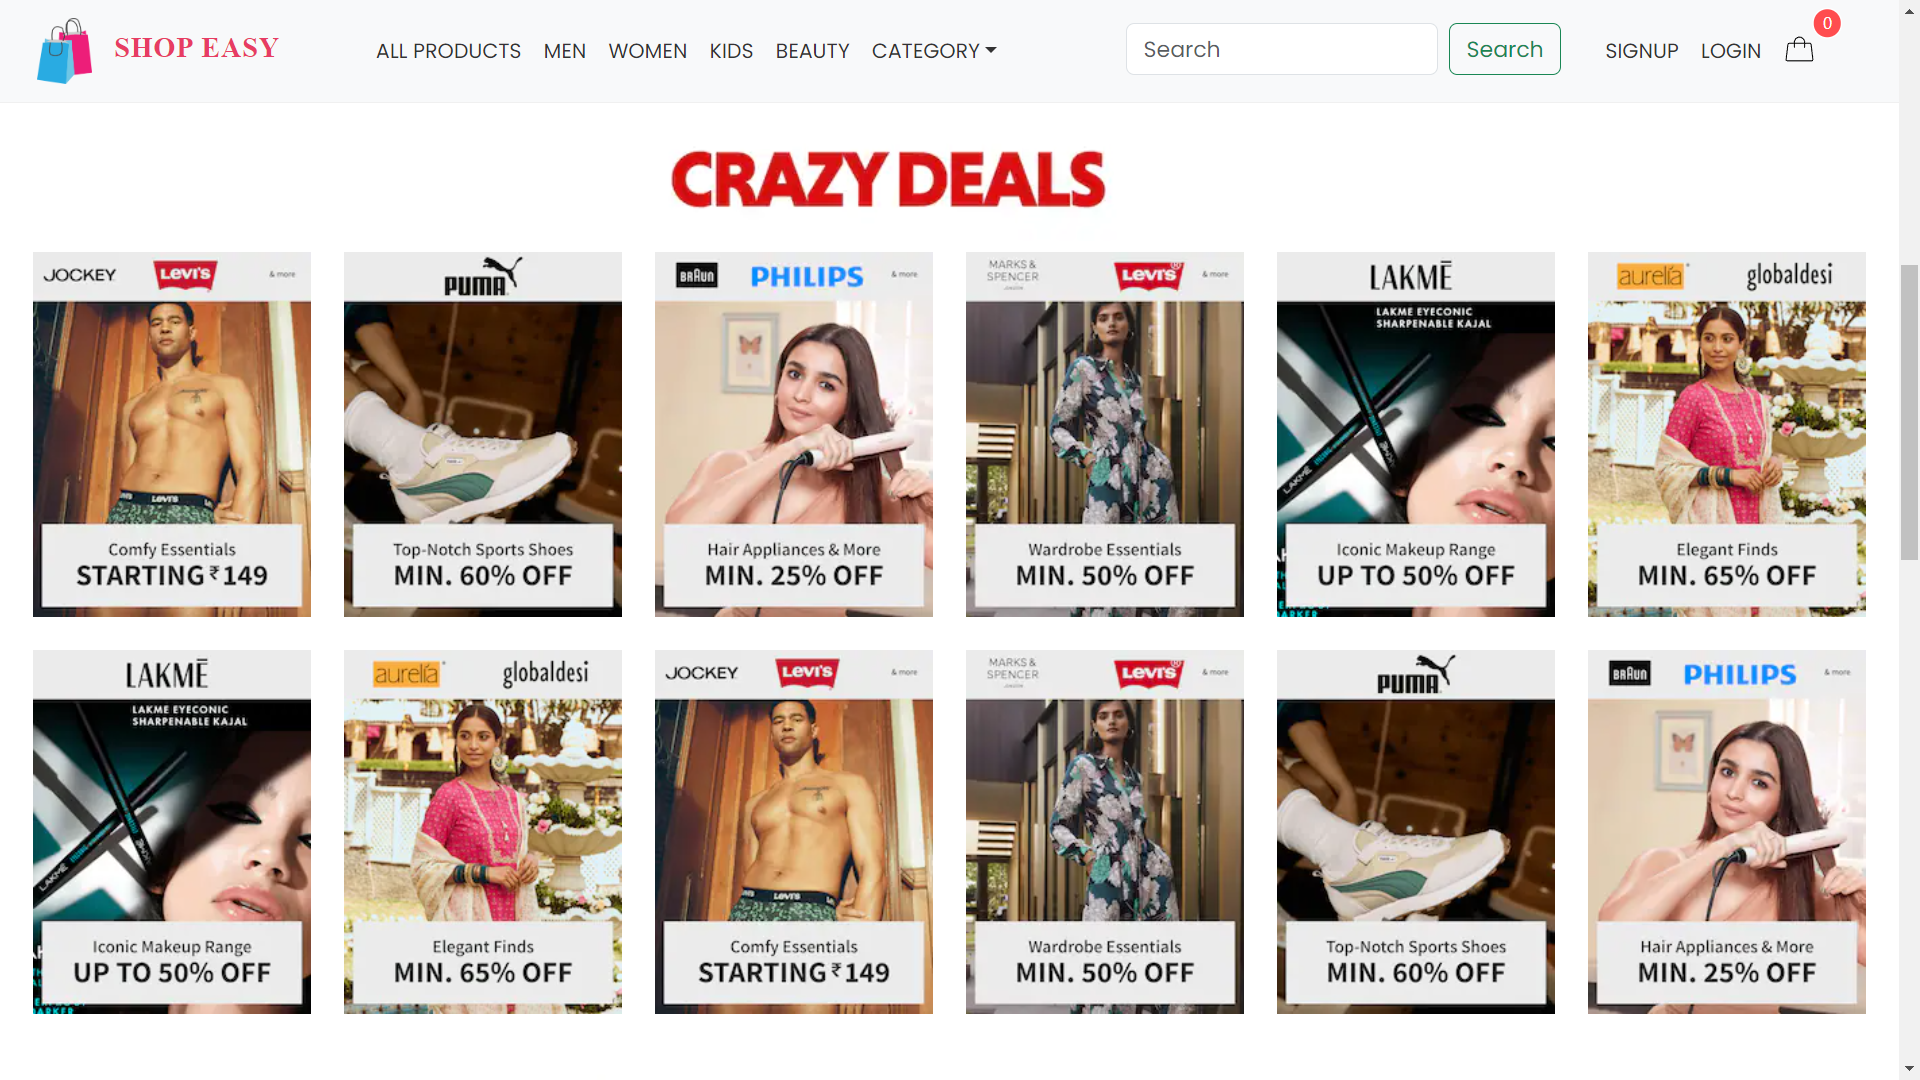 SHOP EASY
ALL PRODUCTS MEN WOMEN KIDS BEAUTY CATEGORY
Search
Search
SIGNUP LOGIN
0
CRAZY DEALS
JOCKEY LEVI'S & more
LEVI'S
Comfy Essentials
STARTING ₹149
PUMA
Top-Notch Sports Shoes
MIN. 60% OFF
BRAUN PHILIPS & more
Hair Appliances & More
MIN. 25% OFF
MARKS &
SPENCER
LEVI'S & more
Wardrobe Essentials
MIN. 50% OFF
LAKMĒ
LAKME EYECONIC
SHARPENABLE KAJAL
LAKMĒ
Iconic Makeup Range
UP TO 50% OFF
aurelía globaldesi
Elegant Finds
MIN. 65% OFF
LAKMĒ
LAKME EYECONIC
SHARPENABLE KAJAL
LAKMĒ
Iconic Makeup Range
UP TO 50% OFF
aurelía globaldesi
Elegant Finds
MIN. 65% OFF
JOCKEY LEVI'S & more
LEVI'S
Comfy Essentials
STARTING ₹149
MARKS &
SPENCER
LEVI'S & more
Wardrobe Essentials
MIN. 50% OFF
PUMA
Top-Notch Sports Shoes
MIN. 60% OFF
BRAUN PHILIPS & more
Hair Appliances & More
MIN. 25% OFF